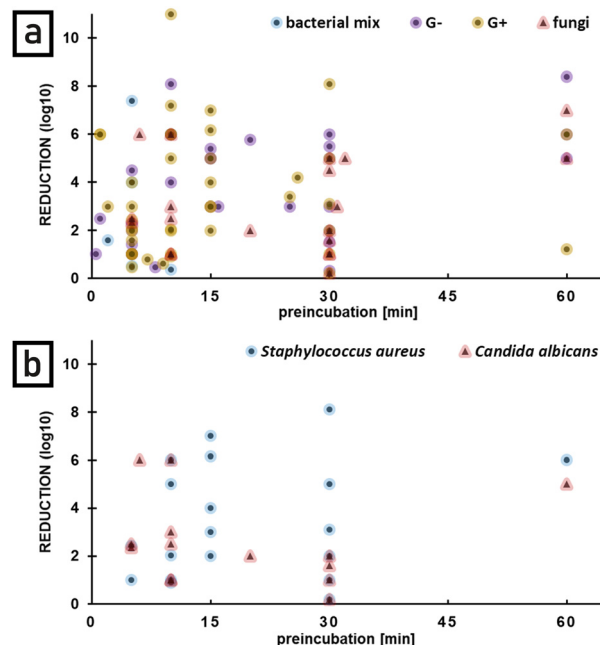 a
bacterial mix G- G+ fungi
REDUCTION (log10)
10
8
6
4
2
0
0 15 30 45 60
preincubation [min]
b
Staphylococcus aureus Candida albicans
REDUCTION (log10)
10
8
6
4
2
0
0 15 30 45 60
preincubation [min]